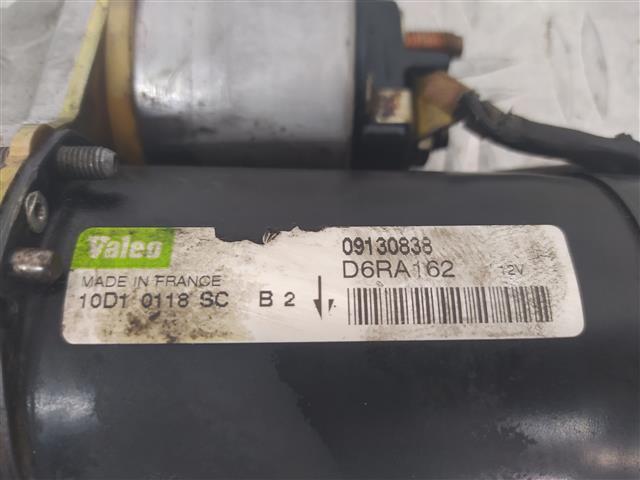 Valeo
09130838
D6RA162
12V
MADE IN FRANCE
10D1 0118 SC B 2